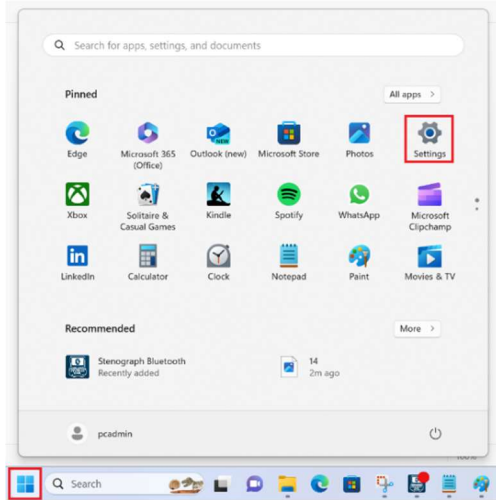 Search for apps, settings, and documents
Pinned
All apps >
Edge
Microsoft 365
(Office)
NEW
Outlook (new)
Microsoft Store
Photos
Settings
Xbox
Solitaire &
Casual Games
Kindle
Spotify
WhatsApp
Microsoft
Clipchamp
in
LinkedIn
Calculator
Clock
Notepad
Paint
Movies & TV
Recommended
More >
Stenograph Bluetooth
Recently added
14
2m ago
pcadmin
Search